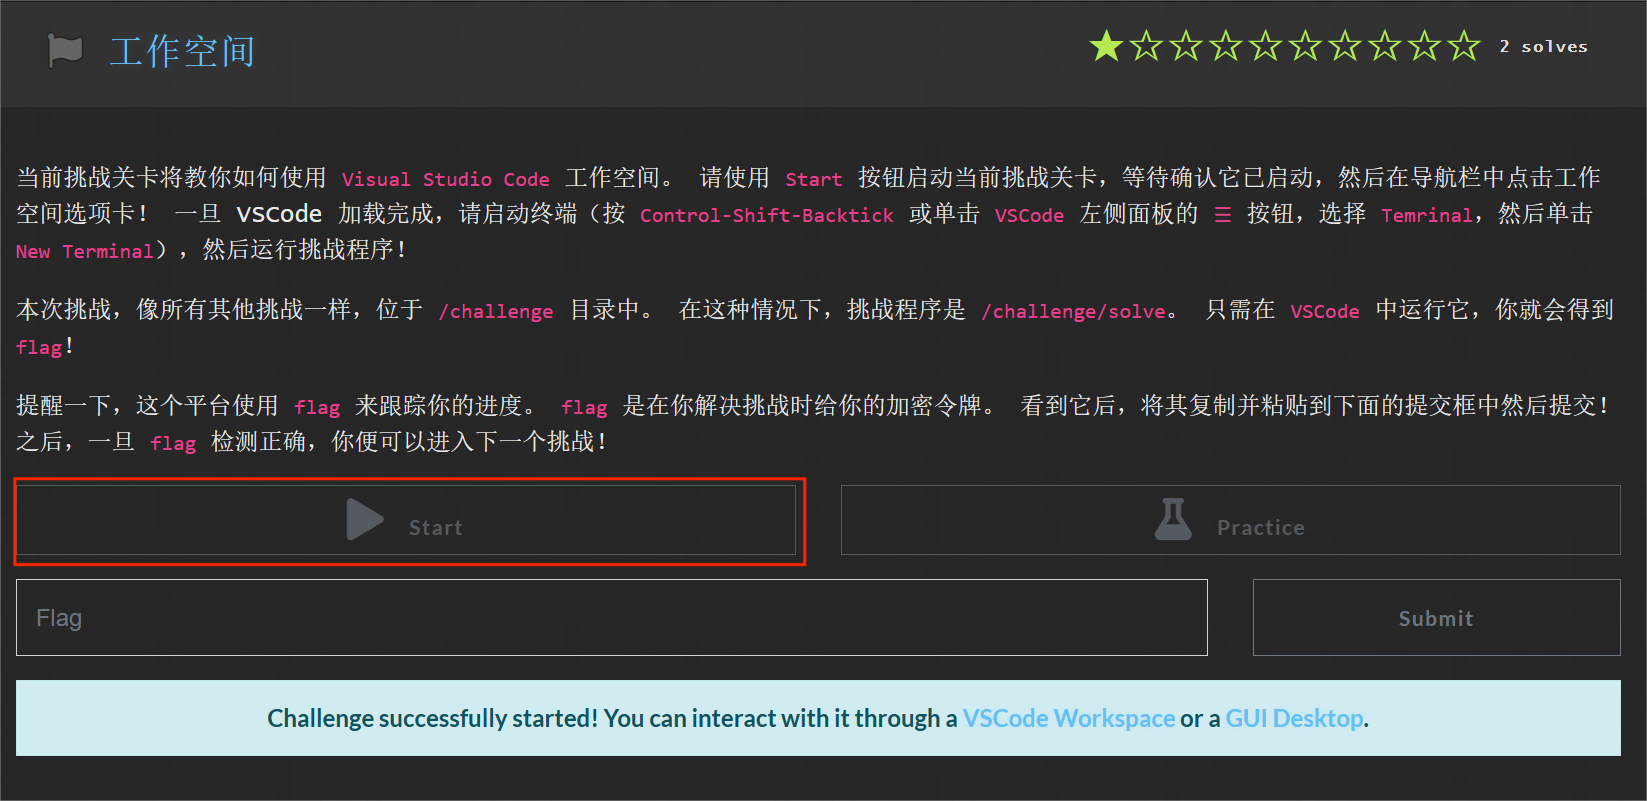 工作空间
2 solves
当前挑战关卡将教你如何使用 Visual Studio Code 工作空间。 请使用 Start 按钮启动当前挑战关卡，等待确认它已启动，然后在导航栏中点击工作
空间选项卡！ 一旦 VSCode 加载完成，请启动终端（按 Control-Shift-Backtick 或单击 VSCode 左侧面板的 ☰ 按钮，选择 Temrinal，然后单击
New Terminal），然后运行挑战程序！
本次挑战，像所有其他挑战一样，位于 /challenge 目录中。 在这种情况下，挑战程序是 /challenge/solve。 只需在 VSCode 中运行它，你就会得到
flag！
提醒一下，这个平台使用 flag 来跟踪你的进度。 flag 是在你解决挑战时给你的加密令牌。 看到它后，将其复制并粘贴到下面的提交框中然后提交！
之后，一旦 flag 检测正确，你便可以进入下一个挑战！
Start
Practice
Flag
Submit
Challenge successfully started! You can interact with it through a VSCode Workspace or a GUI Desktop.